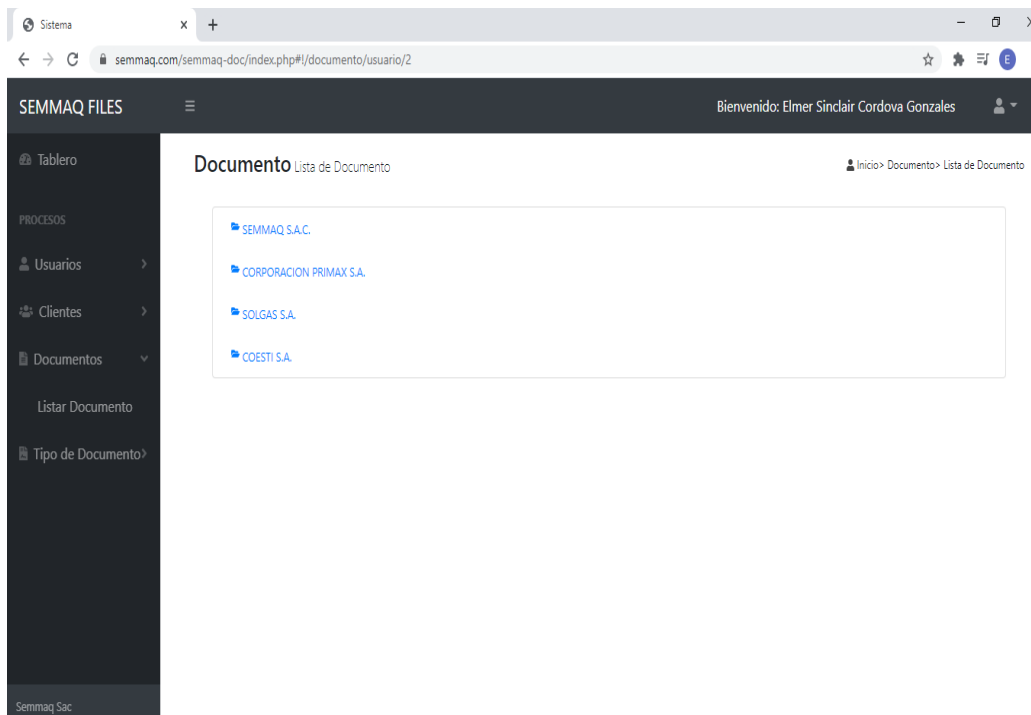 Sistema
semmaq.com/semmaq-doc/index.php#!/documento/usuario/2
E
SEMMAQ FILES
Bienvenido: Elmer Sinclair Cordova Gonzales
Tablero
Documento Lista de Documento
Inicio> Documento> Lista de Documento
PROCESOS
SEMMAQ S.A.C.
Usuarios
CORPORACION PRIMAX S.A.
Clientes
SOLGAS S.A.
Documentos
COESTI S.A.
Listar Documento
Tipo de Documento
Semmaq Sac